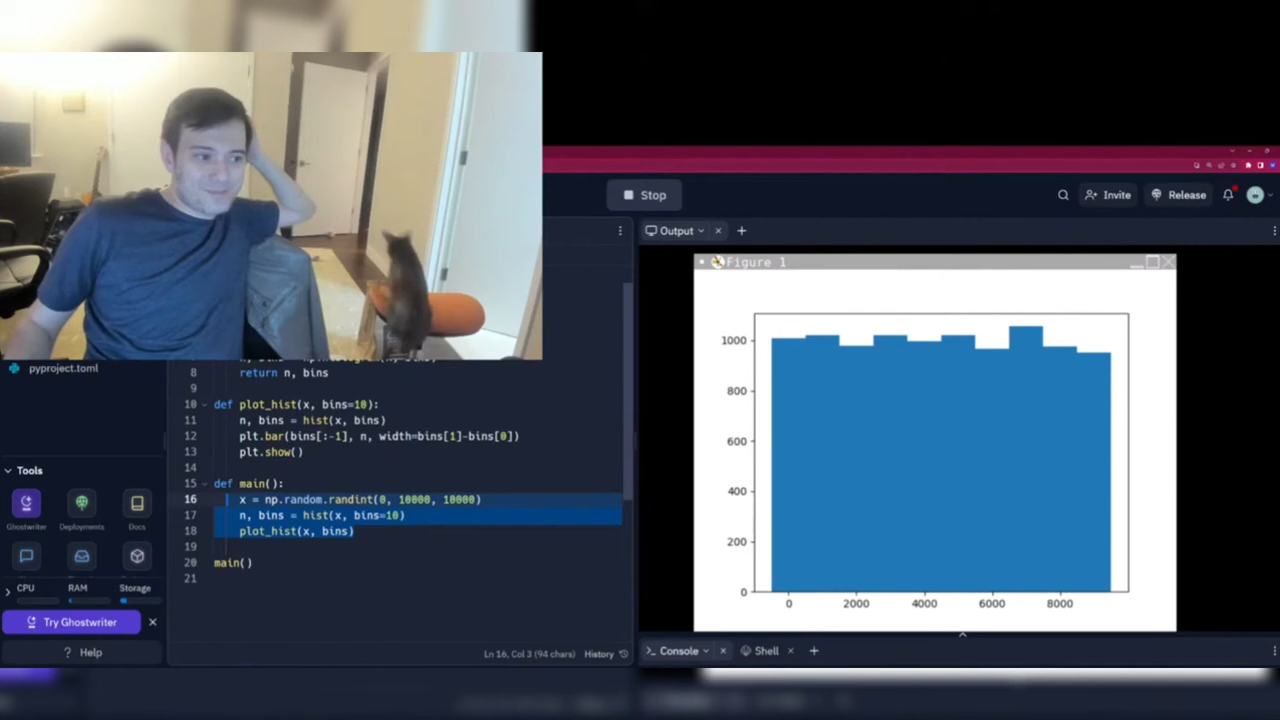 Stop
Invite
Release
Output
Figure 1
1000
800
600
400
200
0
0 2000 4000 6000 8000
pyproject.toml
Tools
Ghostwriter Deployments Docs
CPU RAM Storage
Try Ghostwriter
? Help
8 return n, bins
9
10 def plot_hist(x, bins=10):
11 n, bins = hist(x, bins)
12 plt.bar(bins[:-1], n, width=bins[1]-bins[0])
13 plt.show()
14
15 def main():
16 x = np.random.randint(0, 10000, 10000)
17 n, bins = hist(x, bins=10)
18 plot_hist(x, bins)
19
20 main()
21
Ln 16, Col 3 (94 chars) History
Console
Shell